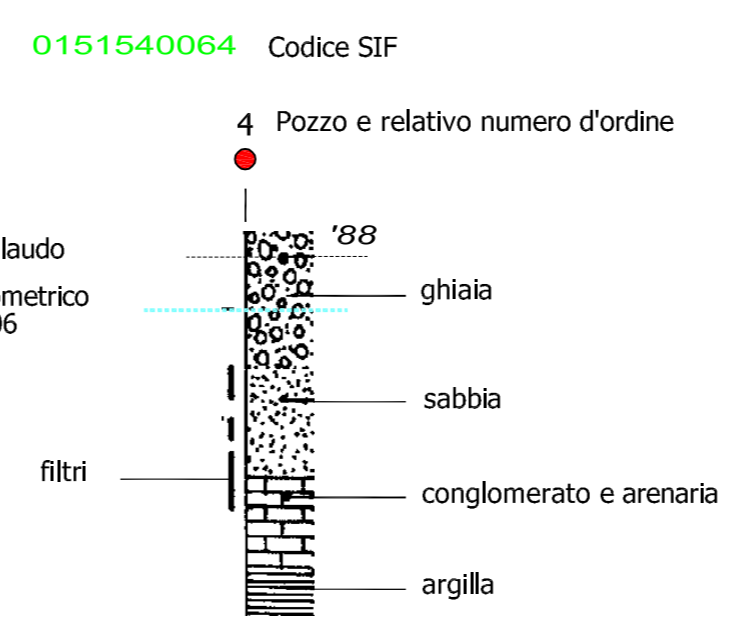 0151540064 Codice SIF
4 Pozzo e relativo numero d'ordine
'88
ghiaia
sabbia
filtri
conglomerato e arenaria
argilla